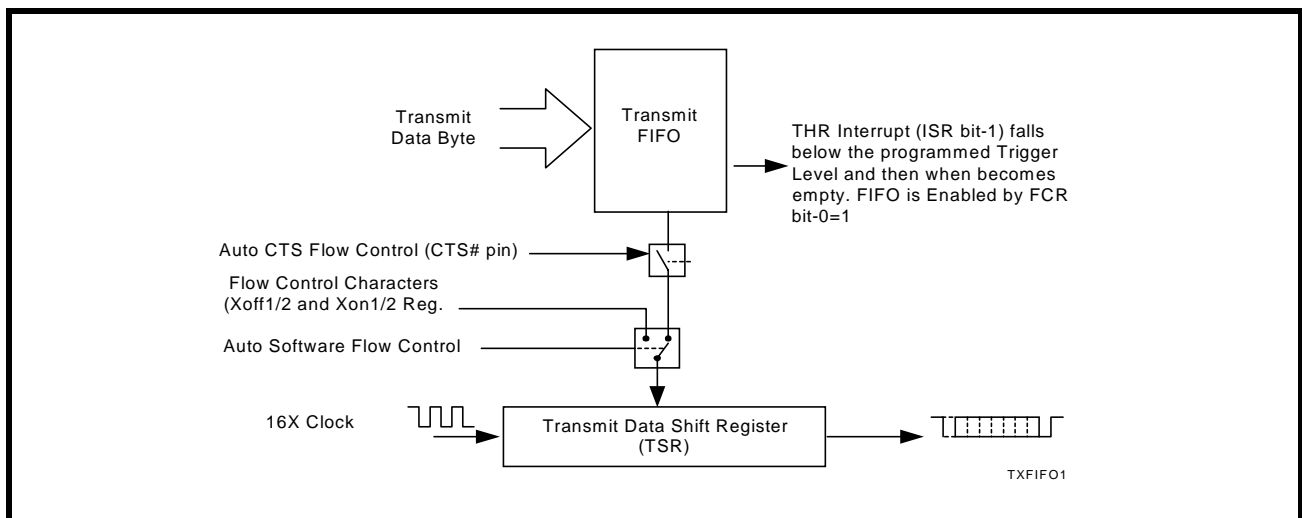 Transmit
Data Byte
Transmit
FIFO
THR Interrupt (ISR bit-1) falls
below the programmed Trigger
Level and then when becomes
empty. FIFO is Enabled by FCR
bit-0=1
Auto CTS Flow Control (CTS# pin)
Flow Control Characters
(Xoff1/2 and Xon1/2 Reg.
Auto Software Flow Control
16X Clock
Transmit Data Shift Register
(TSR)
TXFIFO1